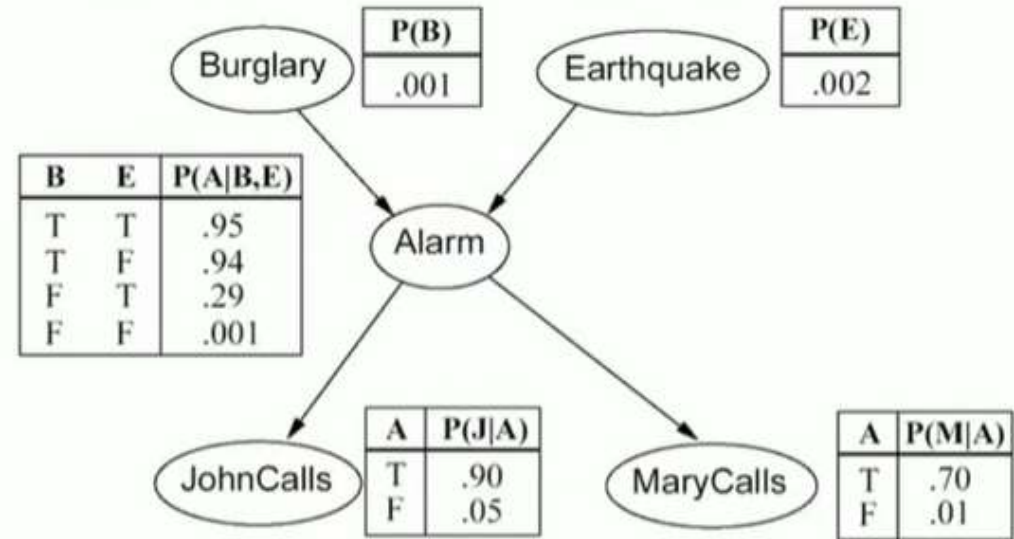 P(B)
Burglary
.001
P(E)
Earthquake
.002
B E P(A|B,E)
T T .95
T F .94
F T .29
F F .001
Alarm
JohnCalls
A P(J|A)
T .90
F .05
MaryCalls
A P(M|A)
T .70
F .01